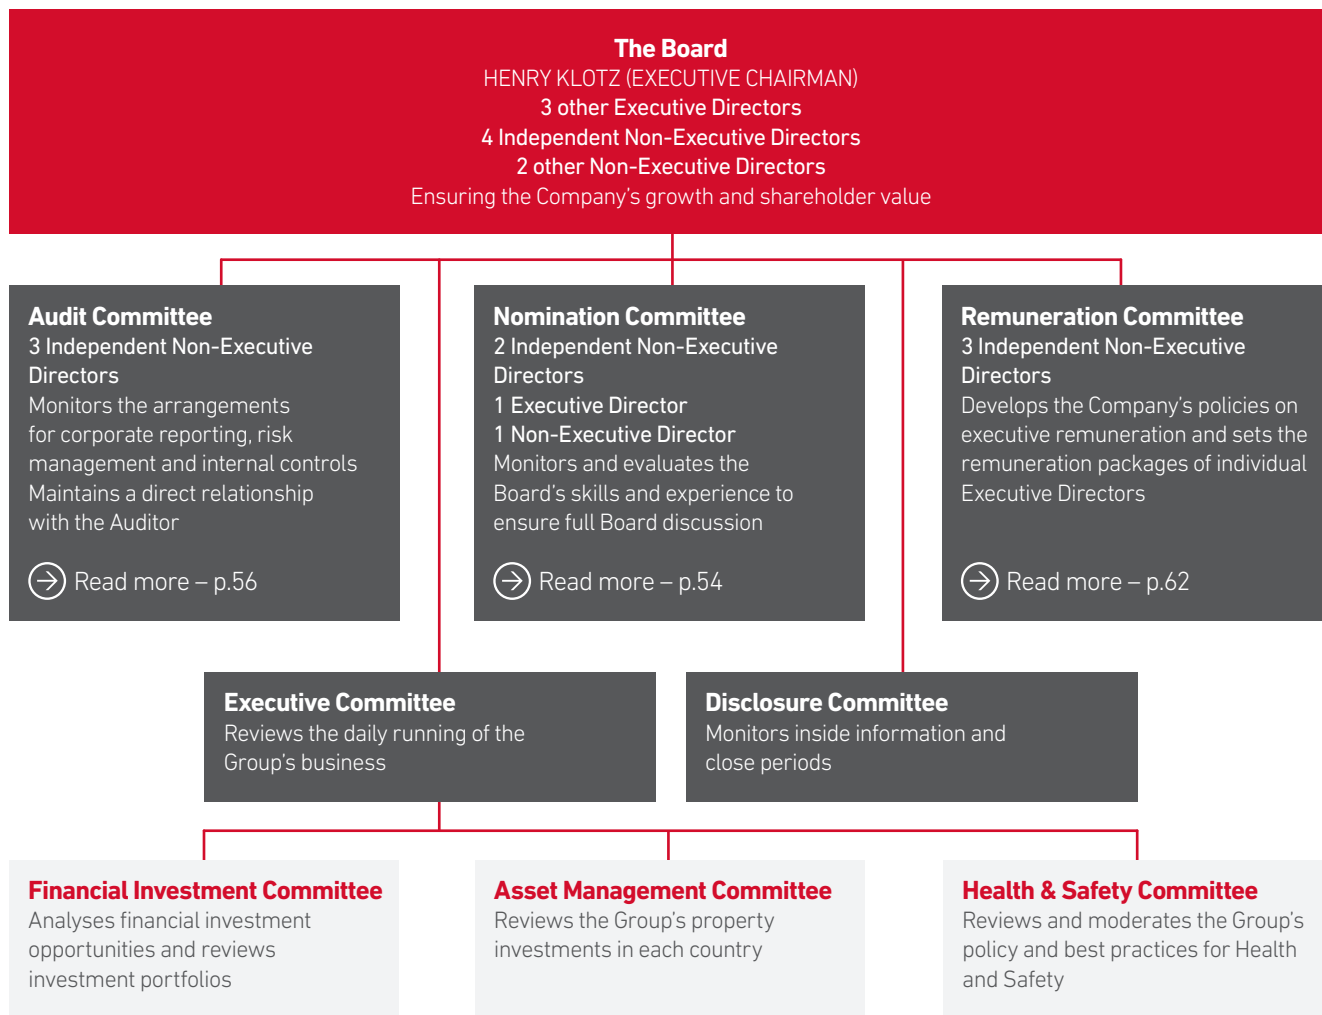 The Board
HENRY KLOTZ (EXECUTIVE CHAIRMAN)
3 other Executive Directors
4 Independent Non-Executive Directors
2 other Non-Executive Directors
Ensuring the Company's growth and shareholder value
Audit Committee
3 Independent Non-Executive
Directors
Monitors the arrangements
for corporate reporting, risk
management and internal controls
Maintains a direct relationship
with the Auditor
Read more – p.56
Nomination Committee
2 Independent Non-Executive
Directors
1 Executive Director
1 Non-Executive Director
Monitors and evaluates the
Board's skills and experience to
ensure full Board discussion
Read more – p.54
Remuneration Committee
3 Independent Non-Executive
Directors
Develops the Company's policies on
executive remuneration and sets the
remuneration packages of individual
Executive Directors
Read more – p.62
Executive Committee
Reviews the daily running of the
Group's business
Disclosure Committee
Monitors inside information and
close periods
Financial Investment Committee
Analyses financial investment
opportunities and reviews
investment portfolios
Asset Management Committee
Reviews the Group's property
investments in each country
Health & Safety Committee
Reviews and moderates the Group's
policy and best practices for Health
and Safety